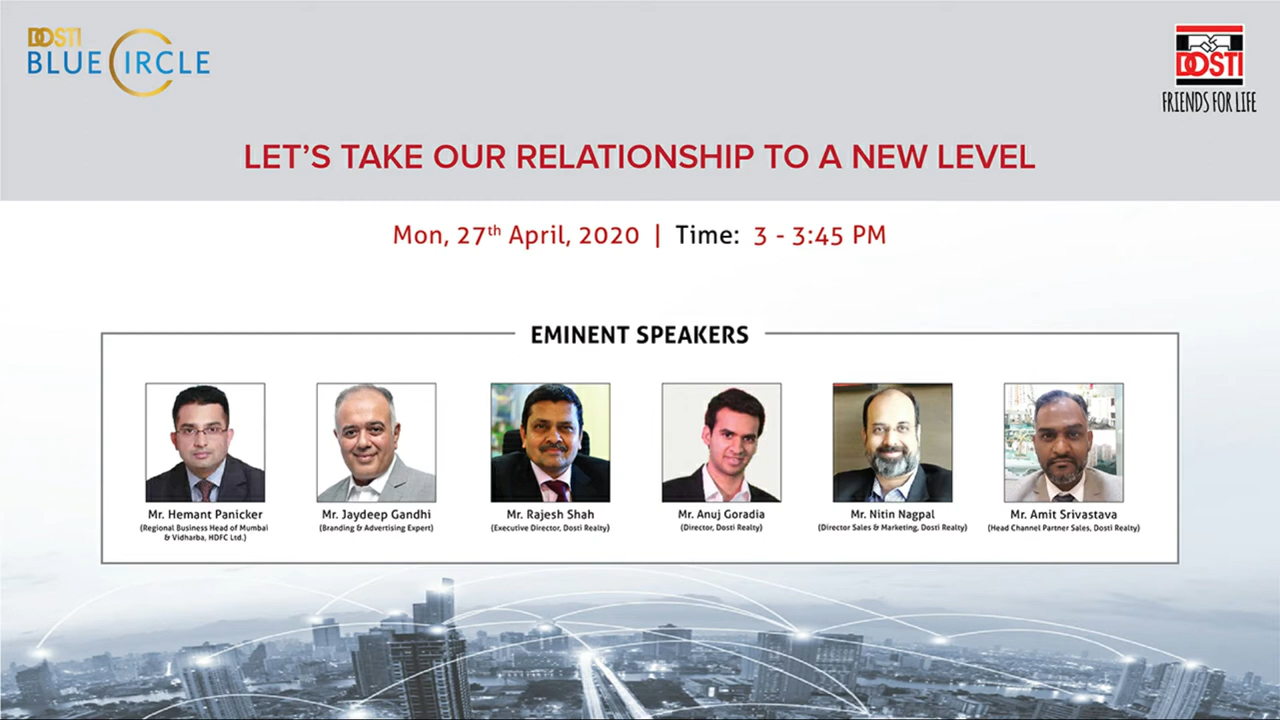 DOSTI
BLUE CIRCLE
DOSTI
FRIENDS FOR LIFE
LET'S TAKE OUR RELATIONSHIP TO A NEW LEVEL
Mon, 27th April, 2020 | Time: 3 - 3:45 PM
EMINENT SPEAKERS
Mr. Hemant Panicker
(Regional Business Head of Mumbai
& Vidharba, HDFC Ltd.)
Mr. Jaydeep Gandhi
(Branding & Advertising Expert)
Mr. Rajesh Shah
(Executive Director, Dosti Realty)
Mr. Anuj Goradia
(Director, Dosti Realty)
Mr. Nitin Nagpal
(Director Sales & Marketing, Dosti Realty)
Mr. Amit Srivastava
(Head Channel Partner Sales, Dosti Realty)